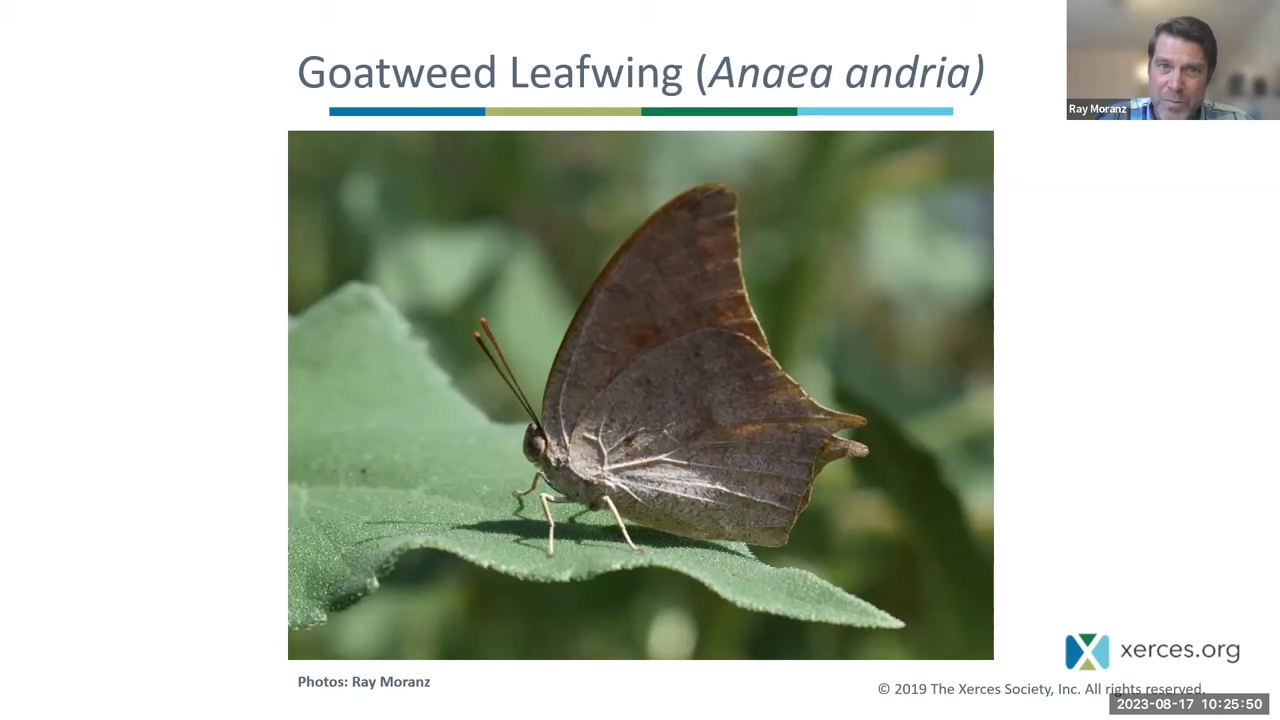 Goatweed Leafwing (Anaea andria)
Ray Moranz
xerces.org
Photos: Ray Moranz
© 2019 The Xerces Society, Inc. All rights reserved.
2023-08-17 10:25:50